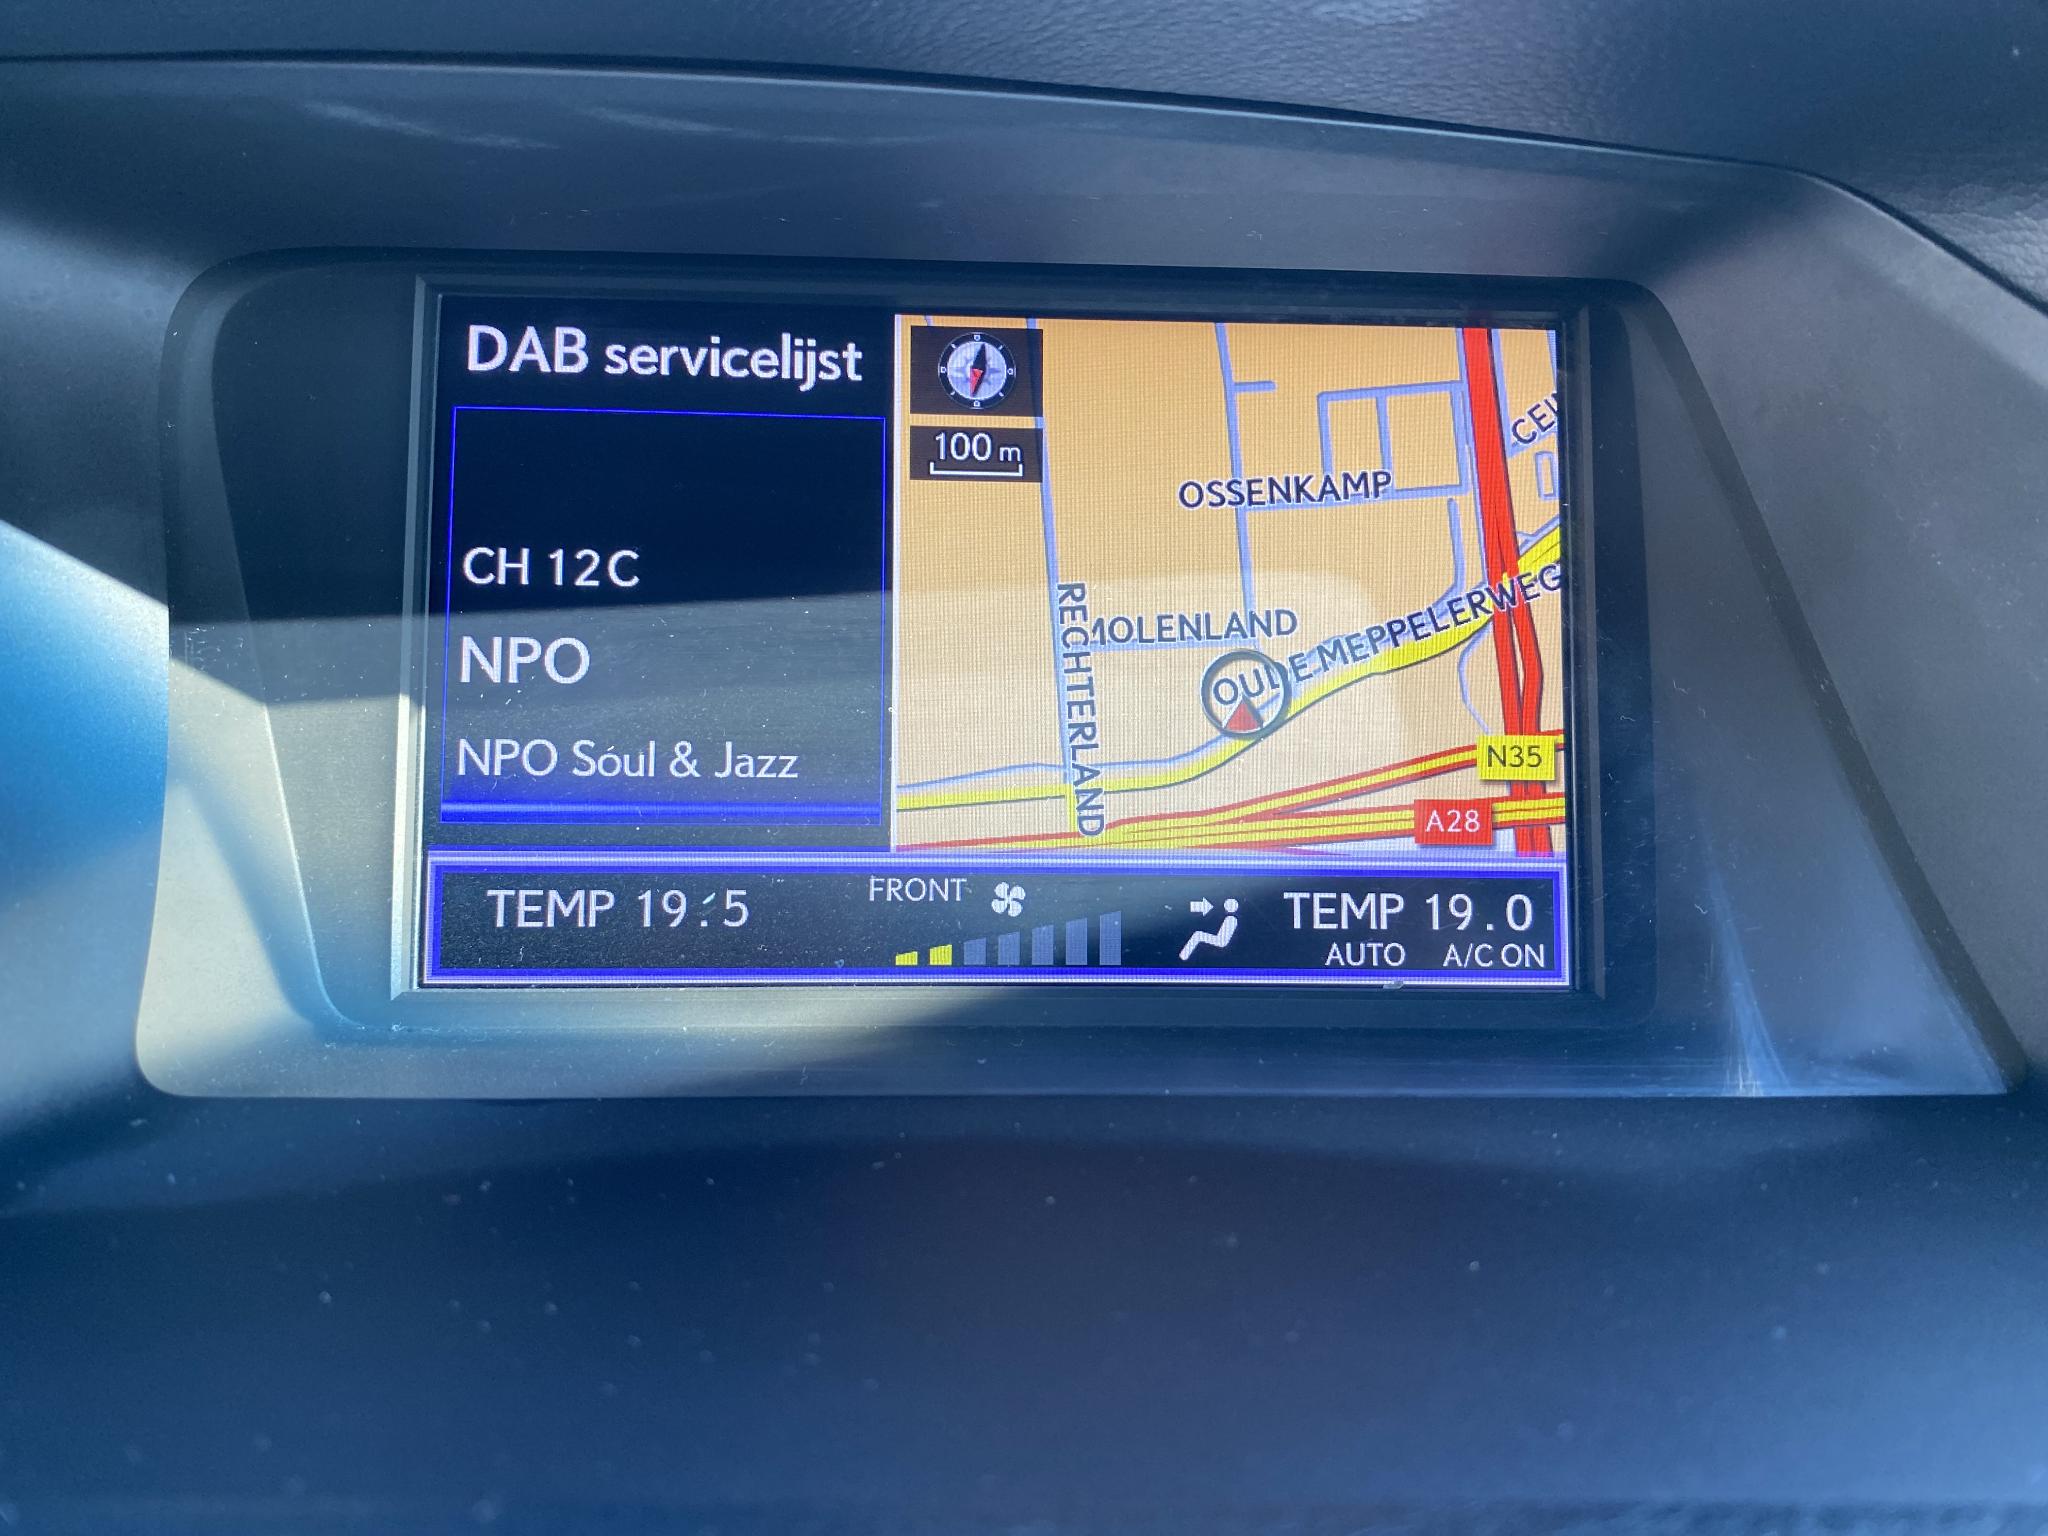 DAB servicelijst
CH 12C
NPO
NPO Soul & Jazz
100 m
OSSENKAMP
RECHTERLAND
OUDE MEPPELERWEG
N35
A28
TEMP 19.5
FRONT
TEMP 19.0
AUTO A/C ON